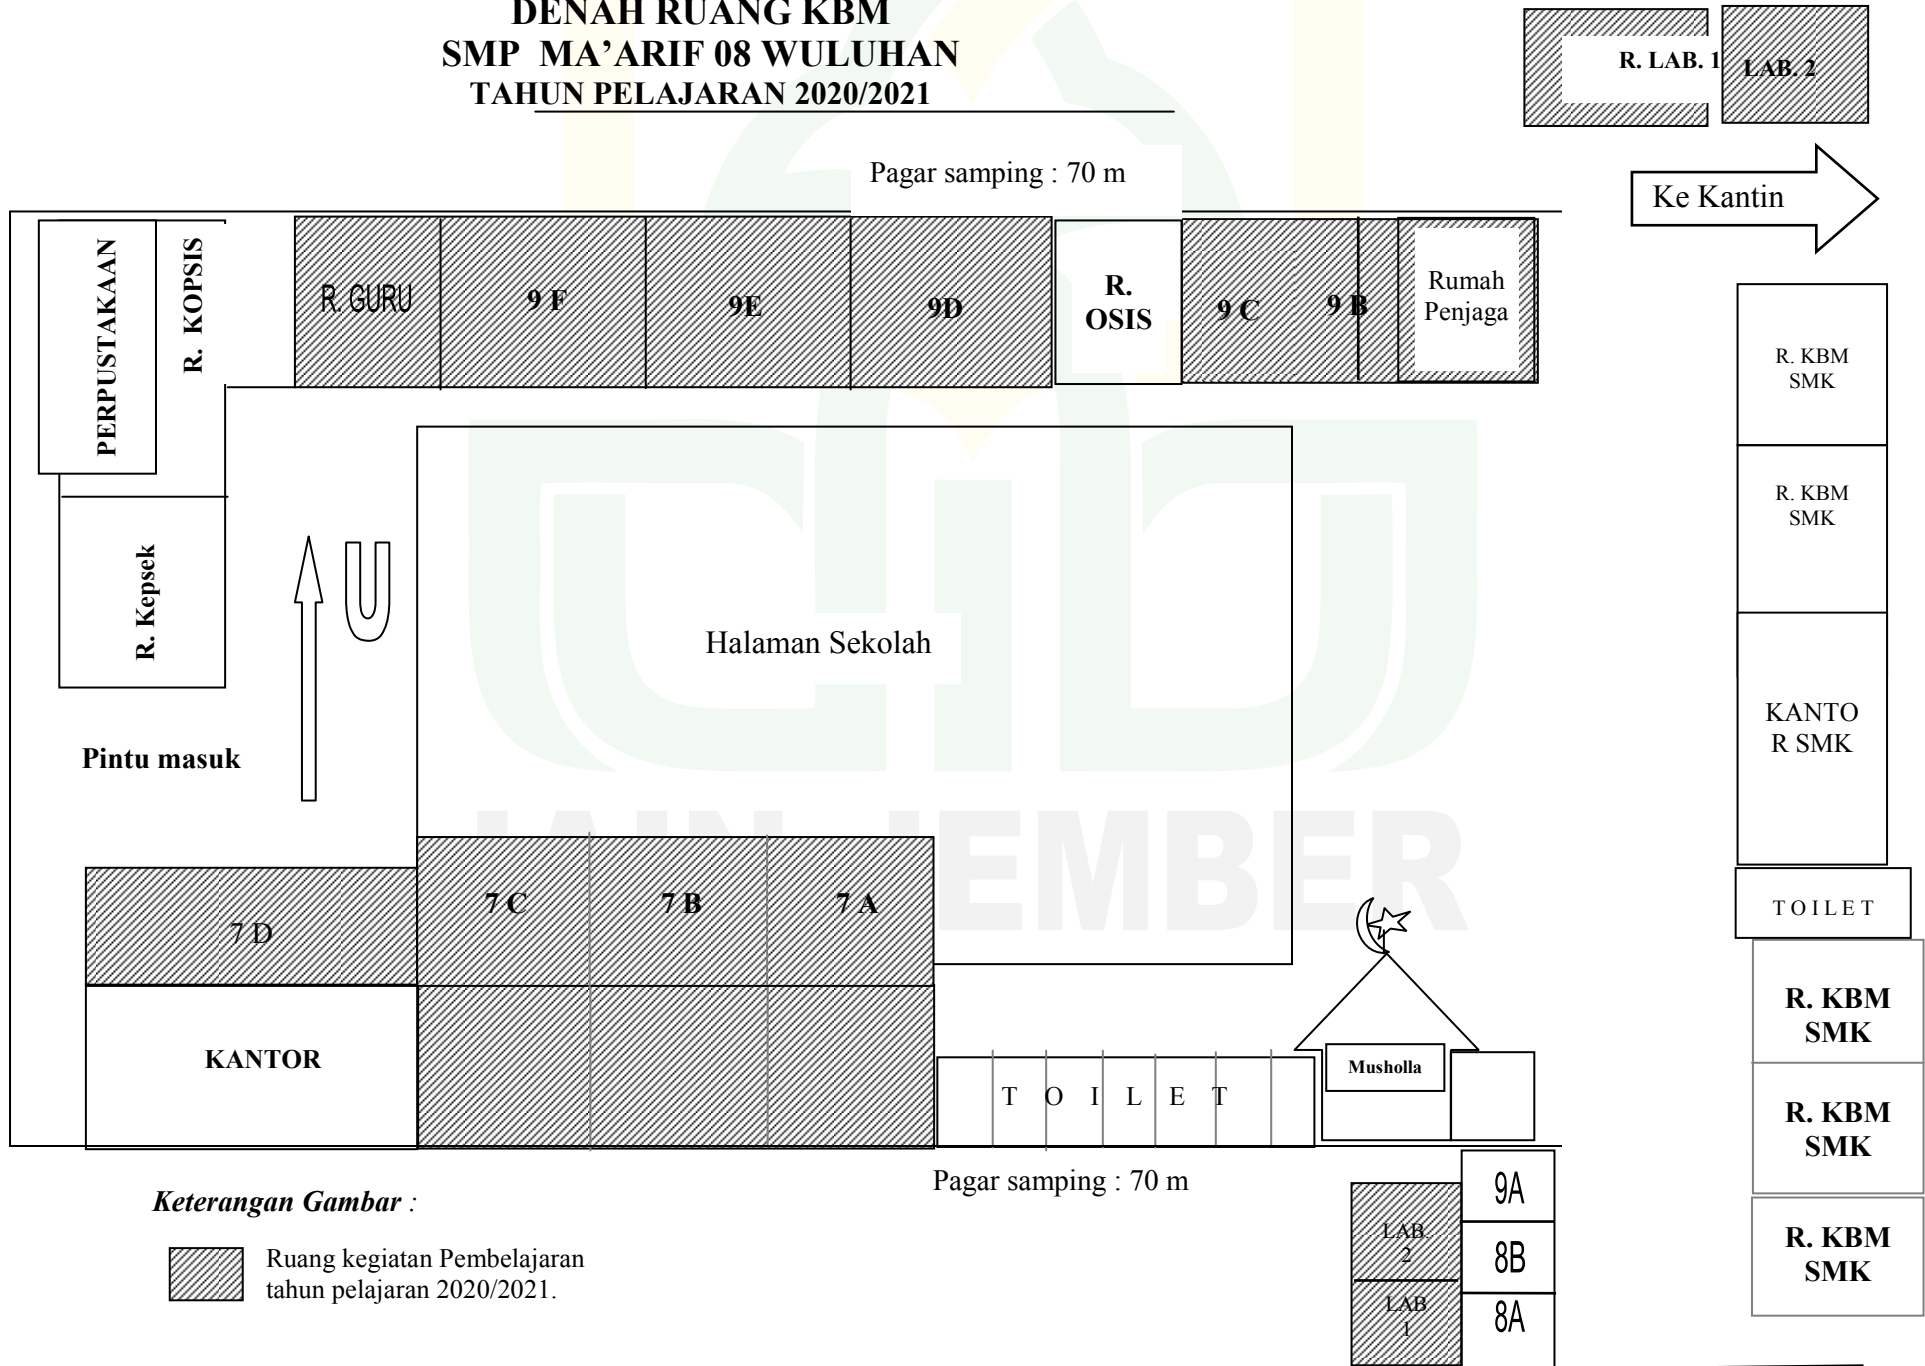 DENAH RUANG KBM
SMP MA’ARIF 08 WULUHAN
TAHUN PELAJARAN 2020/2021
R. LAB. 1
LAB. 2
Pagar samping : 70 m
Ke Kantin
PERPUSTAKAAN
R. KOPSIS
R. GURU
9 F
9E
9D
R.
OSIS
9 C
9 B
Rumah
Penjaga
R. KBM
SMK
R. KBM
SMK
R. Kepsek
U
Halaman Sekolah
KANTO
R SMK
Pintu masuk
IAIN JEMBER
7 D
7 C
7 B
7 A
TOILET
KANTOR
T O I L E T
Musholla
R. KBM
SMK
R. KBM
SMK
R. KBM
SMK
Pagar samping : 70 m
9A
8B
8A
LAB.
2
LAB
1
Keterangan Gambar :
Ruang kegiatan Pembelajaran
tahun pelajaran 2020/2021.